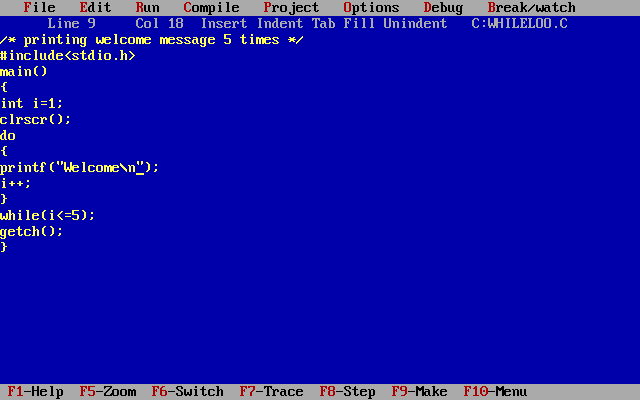 File Edit Run Compile Project Options Debug Break/watch
Line 9 Col 18 Insert Indent Tab Fill Unindent C:WHILELOO.C
/* printing welcome message 5 times */
#include<stdio.h>
main()
{
int i=1;
clrscr();
do
{
printf("Welcome\n");
i++;
}
while(i<=5);
getch();
}
F1-Help F5-Zoom F6-Switch F7-Trace F8-Step F9-Make F10-Menu